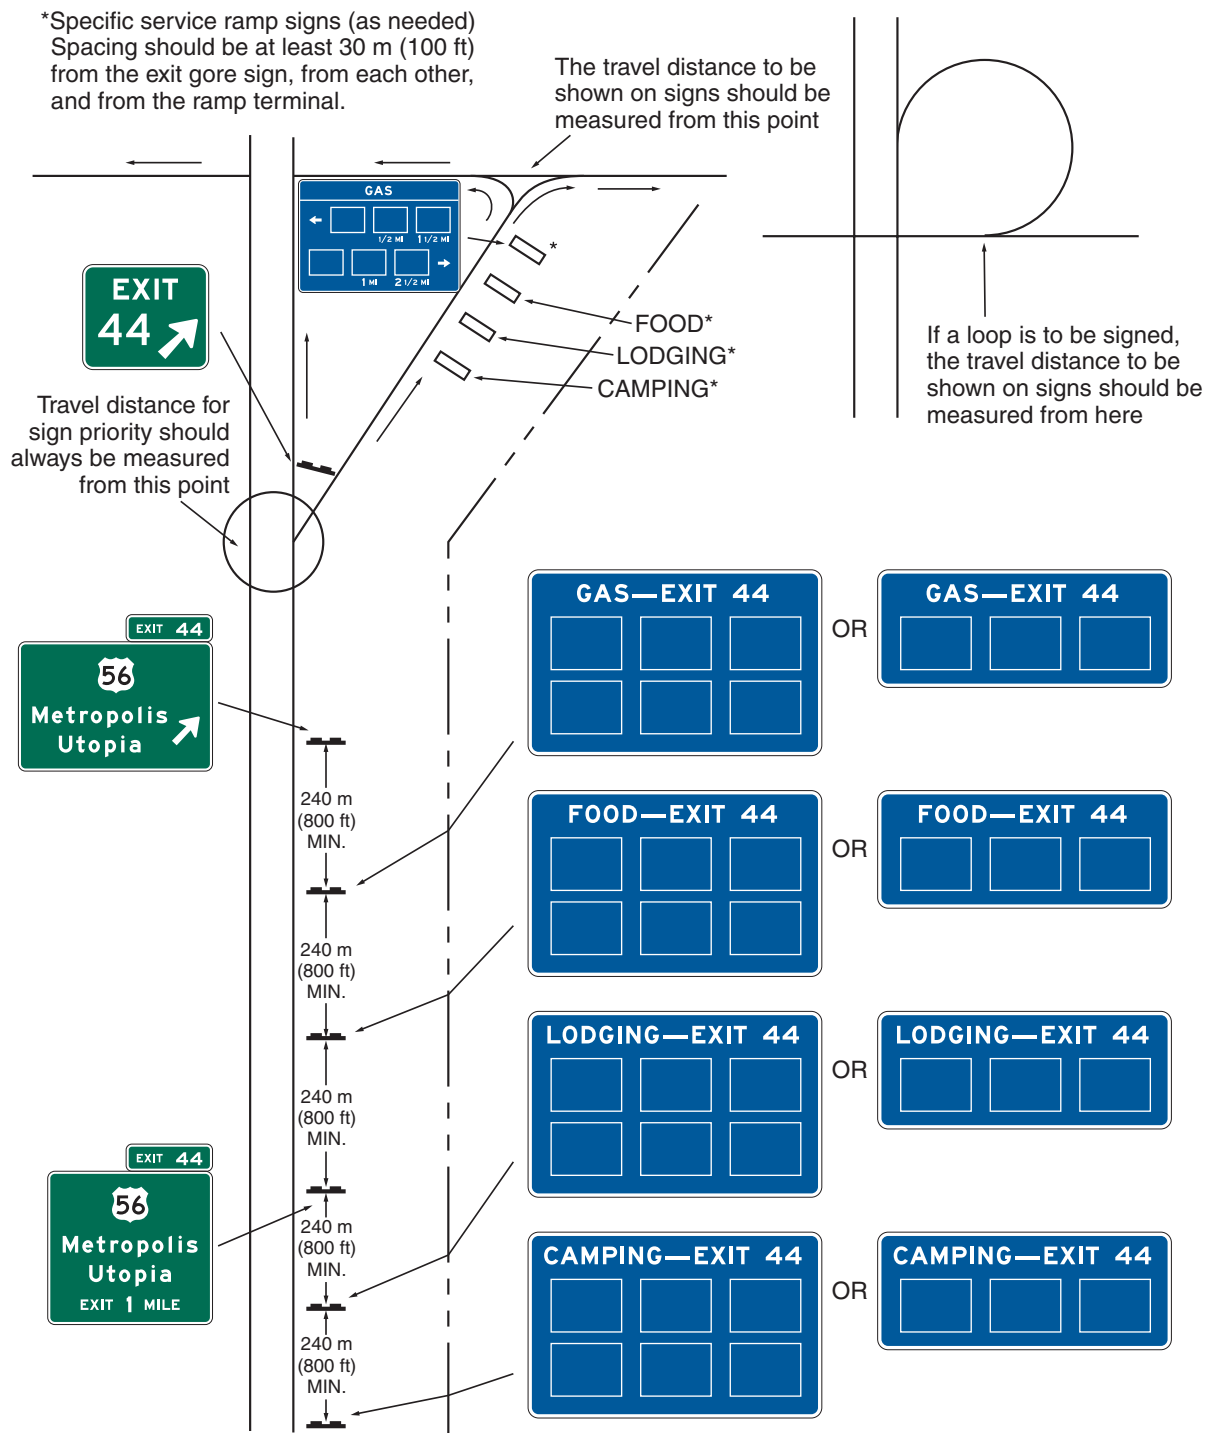 *Specific service ramp signs (as needed)
Spacing should be at least 30 m (100 ft)
from the exit gore sign, from each other,
and from the ramp terminal.
The travel distance to be
shown on signs should be
measured from this point
GAS
1/2 MI 1 1/2 MI
1 MI 2 1/2 MI
*
FOOD*
LODGING*
CAMPING*
EXIT
44
If a loop is to be signed,
the travel distance to be
shown on signs should be
measured from here
Travel distance for
sign priority should
always be measured
from this point
EXIT 44
56
Metropolis
Utopia
240 m
(800 ft)
MIN.
240 m
(800 ft)
MIN.
240 m
(800 ft)
MIN.
EXIT 44
56
Metropolis
Utopia
EXIT 1 MILE
240 m
(800 ft)
MIN.
240 m
(800 ft)
MIN.
GAS—EXIT 44
OR
GAS—EXIT 44
FOOD—EXIT 44
OR
FOOD—EXIT 44
LODGING—EXIT 44
OR
LODGING—EXIT 44
CAMPING—EXIT 44
OR
CAMPING—EXIT 44